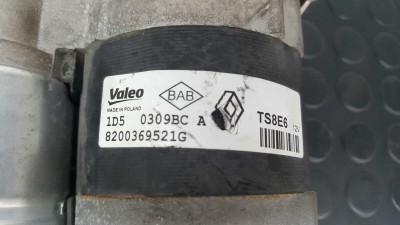 Valeo
MADE IN POLAND
BAB
TS8E6 12V
1D5 0309BC A
8200369521G